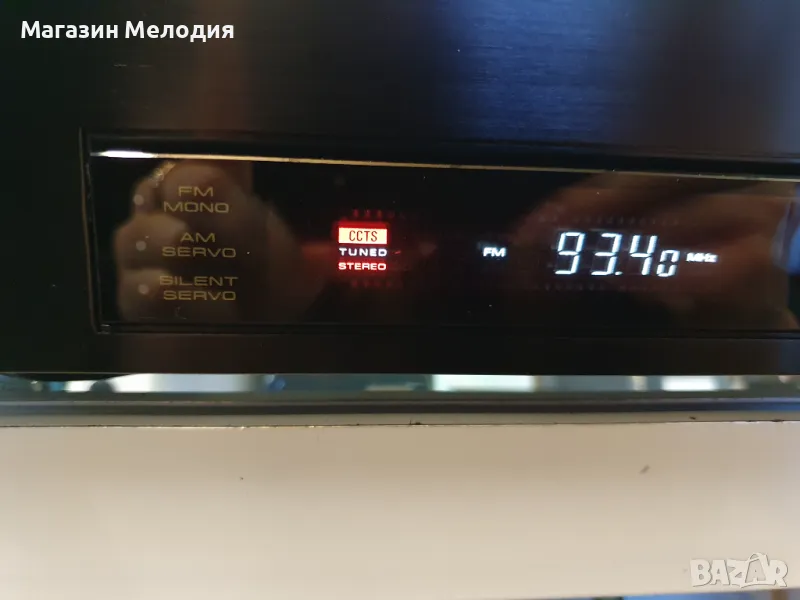 Магазин Мелодия
FM
MONO
AM
SERVO
SILENT
SERVO
CCTS
TUNED
STEREO
FM
93.40 MHz
BAZAR